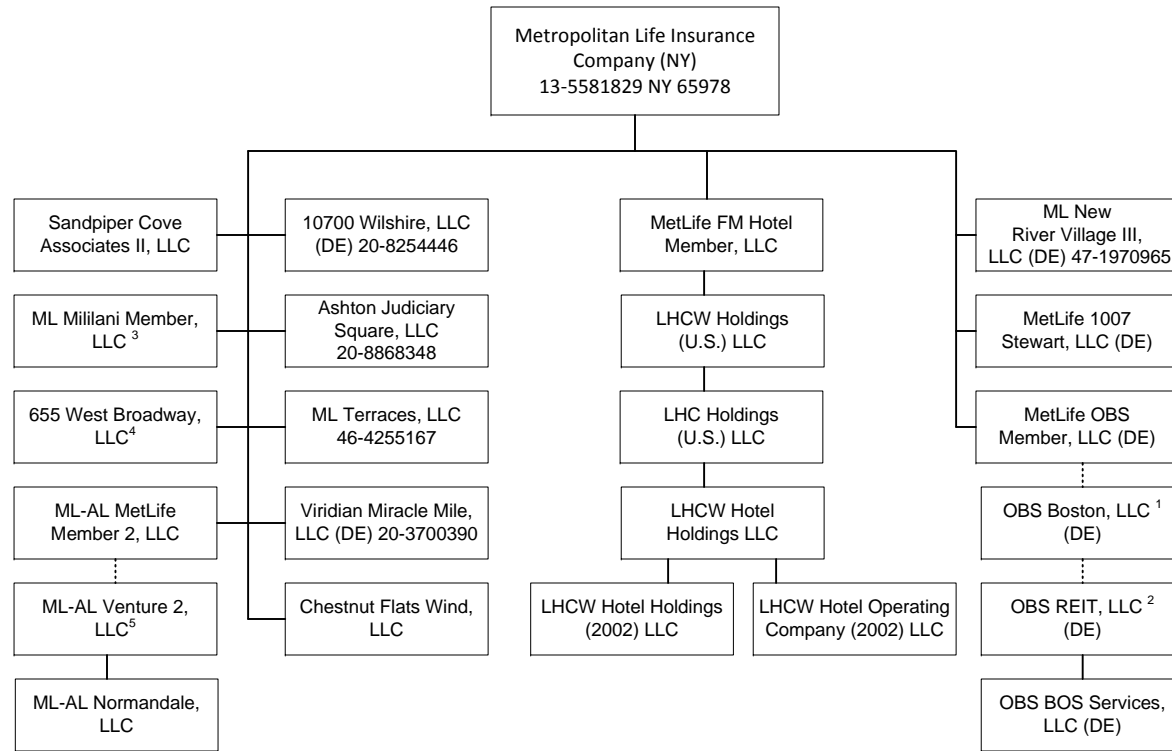 Metropolitan Life Insurance
Company (NY)
13-5581829 NY 65978
Sandpiper Cove
Associates II, LLC
10700 Wilshire, LLC
(DE) 20-8254446
MetLife FM Hotel
Member, LLC
ML New
River Village III,
LLC (DE) 47-1970965
ML Mililani Member,
LLC 3
Ashton Judiciary
Square, LLC
20-8868348
LHCW Holdings
(U.S.) LLC
MetLife 1007
Stewart, LLC (DE)
655 West Broadway,
LLC4
ML Terraces, LLC
46-4255167
LHC Holdings
(U.S.) LLC
MetLife OBS
Member, LLC (DE)
ML-AL MetLife
Member 2, LLC
Viridian Miracle Mile,
LLC (DE) 20-3700390
LHCW Hotel
Holdings LLC
OBS Boston, LLC 1
(DE)
ML-AL Venture 2,
LLC5
Chestnut Flats Wind,
LLC
LHCW Hotel Holdings
(2002) LLC
LHCW Hotel Operating
Company (2002) LLC
OBS REIT, LLC 2
(DE)
ML-AL Normandale,
LLC
OBS BOS Services,
LLC (DE)